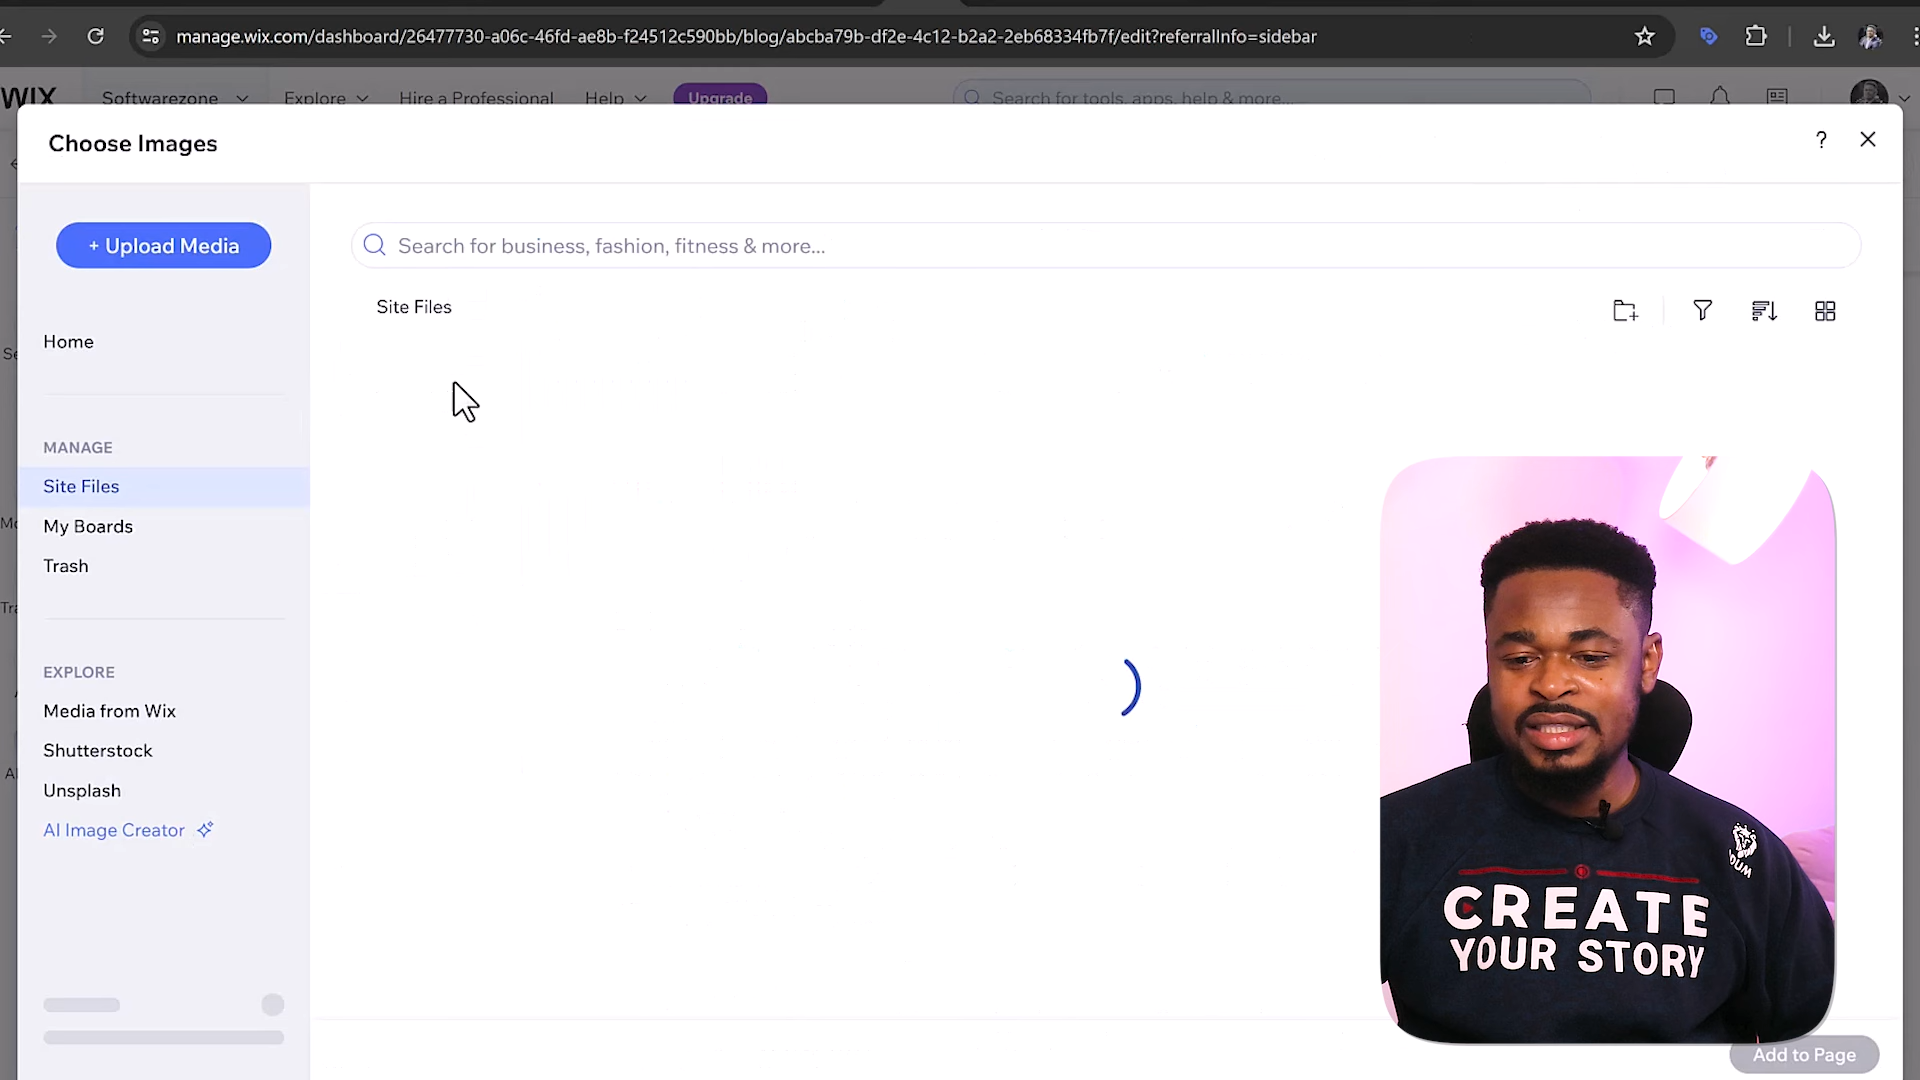 manage.wix.com/dashboard/26477730-a06c-46fd-ae8b-f24512c590bb/blog/abcba79b-df2e-4c12-b2a2-2eb68334fb7f/edit?referralInfo=sidebar
WIX Softwarezone Explore Hire a Professional Help Upgrade Search for tools, apps, help & more...
Choose Images ?
+ Upload Media
Search for business, fashion, fitness & more...
Site Files
Home
MANAGE
Site Files
My Boards
Trash
EXPLORE
Media from Wix
Shutterstock
Unsplash
AI Image Creator
CREATE
YOUR STORY
Add to Page